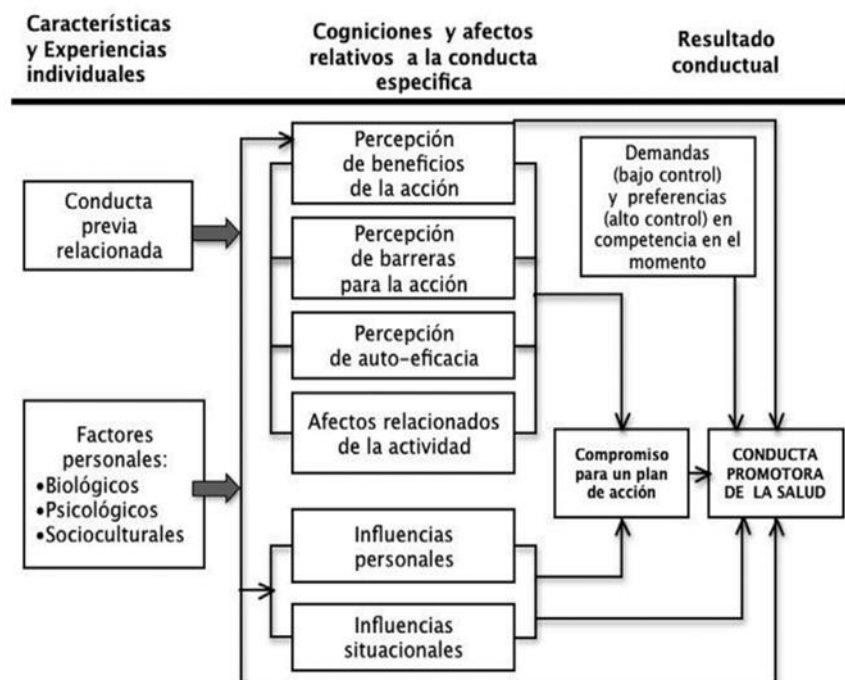 Características
y Experiencias
individuales
Cogniciones y afectos
relativos a la conducta
especifica
Resultado
conductual
Conducta
previa
relacionada
Factores
personales:
•Biológicos
•Psicológicos
•Socioculturales
Percepción
de beneficios
de la acción
Percepción
de barreras
para la acción
Percepción
de auto-eficacia
Afectos relacionados
de la actividad
Influencias
personales
Influencias
situacionales
Demandas
(bajo control)
y preferencias
(alto control) en
competencia en el
momento
Compromiso
para un plan
de acción
CONDUCTA
PROMOTORA
DE LA SALUD